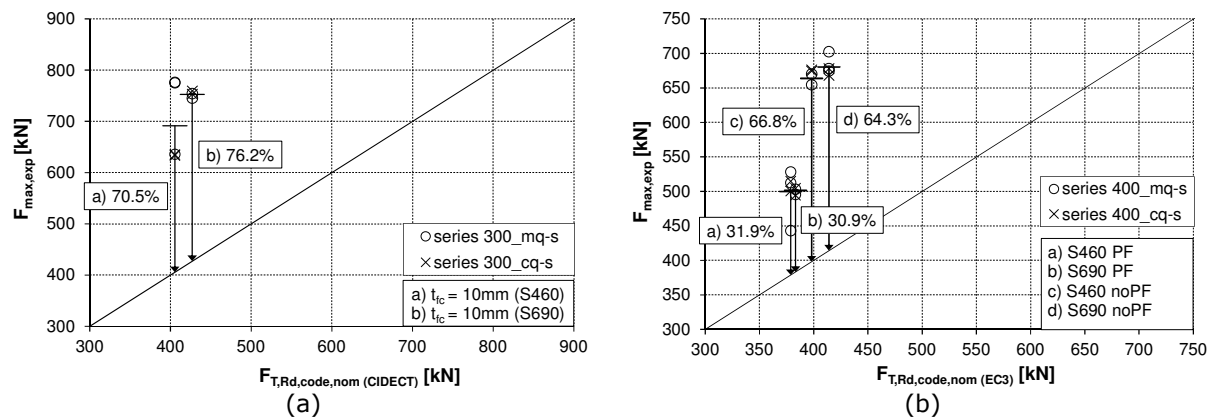 900
800
700
600
500
400
300
F_max,exp [kN]
a) 70.5%
b) 76.2%
series 300_mq-s
series 300_cq-s
a) t_fc = 10mm (S460)
b) t_fc = 10mm (S690)
300 400 500 600 700 800 900
F_T,Rd,code,nom (CIDECT) [kN]
(a)
750
700
650
600
550
500
450
400
350
300
F_max,exp [kN]
c) 66.8%
d) 64.3%
a) 31.9%
b) 30.9%
series 400_mq-s
series 400_cq-s
a) S460 PF
b) S690 PF
c) S460 noPF
d) S690 noPF
300 350 400 450 500 550 600 650 700 750
F_T,Rd,code,nom (EC3) [kN]
(b)